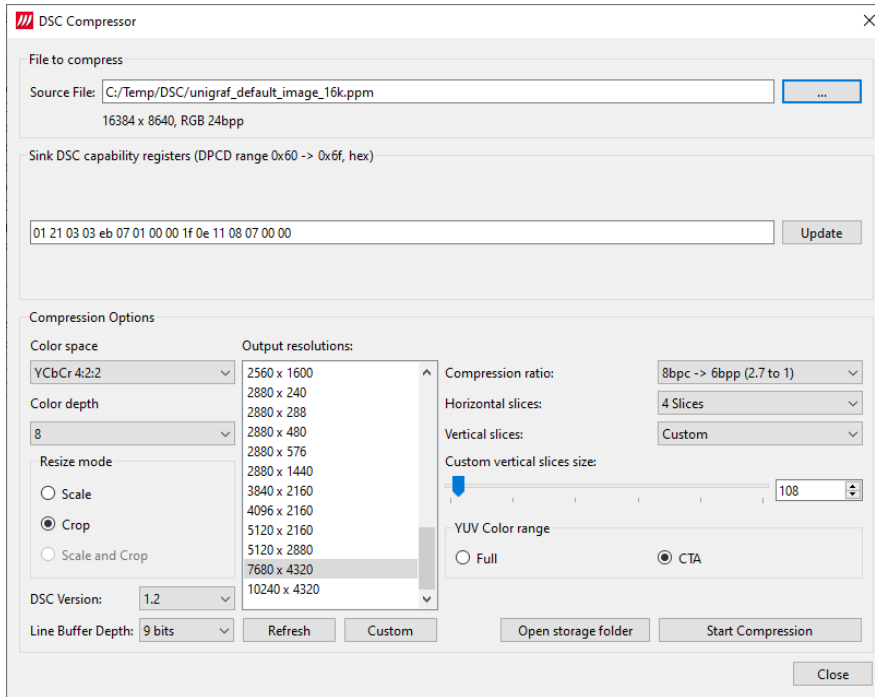 DSC Compressor
File to compress
Source File: C:/Temp/DSC/unigraf_default_image_16k.ppm ...
16384 x 8640, RGB 24bpp
Sink DSC capability registers (DPCD range 0x60 -> 0x6f, hex)
01 21 03 03 eb 07 01 00 00 1f 0e 11 08 07 00 00 Update
Compression Options
Color space
YCbCr 4:2:2
Color depth
8
Resize mode
Scale
Crop
Scale and Crop
DSC Version: 1.2
Line Buffer Depth: 9 bits
Output resolutions:
2560 x 1600
2880 x 240
2880 x 288
2880 x 480
2880 x 576
2880 x 1440
3840 x 2160
4096 x 2160
5120 x 2160
5120 x 2880
7680 x 4320
10240 x 4320
Refresh Custom
Compression ratio: 8bpc -> 6bpp (2.7 to 1)
Horizontal slices: 4 Slices
Vertical slices: Custom
Custom vertical slices size:
108
YUV Color range
Full CTA
Open storage folder Start Compression
Close